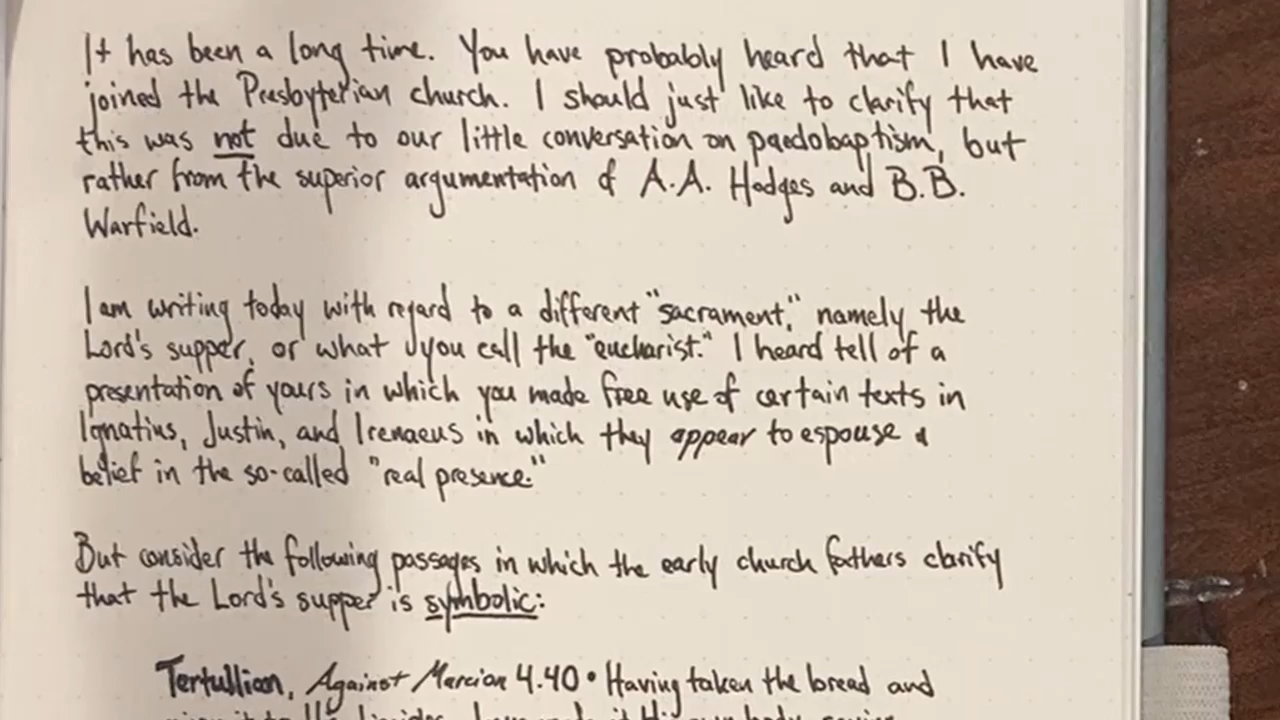 It has been a long time. You have probably heard that I have
joined the Presbyterian church. I should just like to clarify that
this was not due to our little conversation on paedobaptism, but
rather from the superior argumentation of A.A. Hodges and B.B.
Warfield.
I am writing today with regard to a different "sacrament," namely the
Lord's supper, or what you call the "eucharist." I heard tell of a
presentation of yours in which you made free use of certain texts in
Ignatius, Justin, and Irenaeus in which they appear to espouse a
belief in the so-called "real presence."
But consider the following passages in which the early church fathers clarify
that the Lord's supper is symbolic:
Tertullian, Against Marcion 4.40 • Having taken the bread and